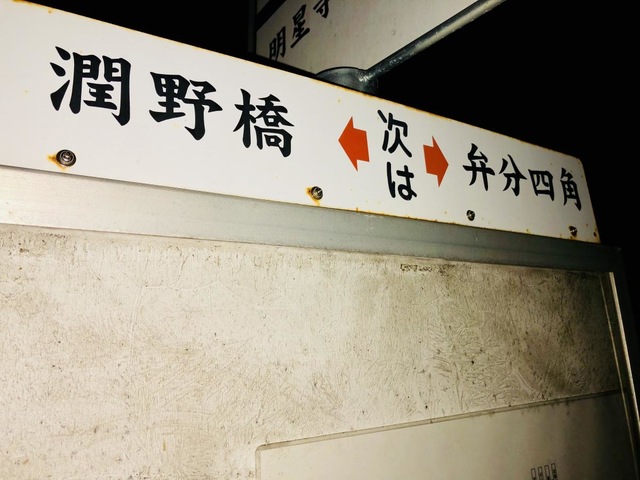 明星寺
潤野橋 ← 次は → 弁分四角